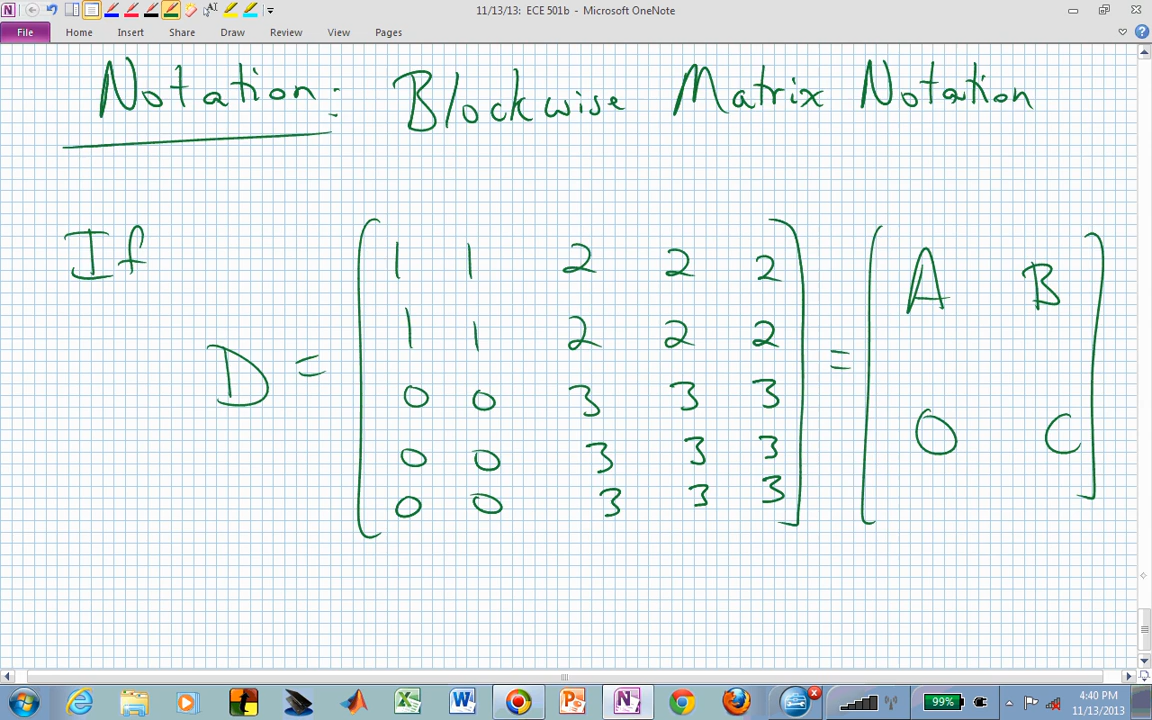 11/13/13: ECE 501b - Microsoft OneNote
File Home Insert Share Draw Review View Pages
Notation: Blockwise Matrix Notation
If
D = [ 1 1 2 2 2 ] = [ A B ]
1 1 2 2 2
0 0 3 3 3 0 C
0 0 3 3 3
0 0 3 3 3
99%
4:40 PM
11/13/2013